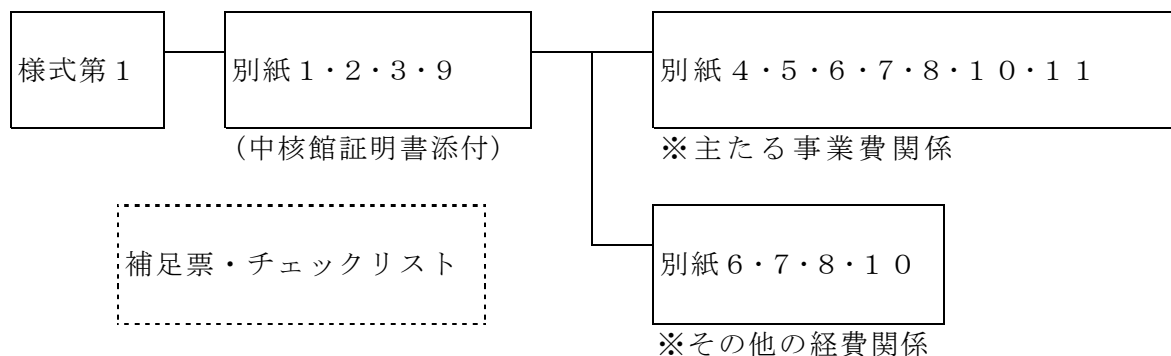 様式第１
別紙１・２・３・９
(中核館証明書添付)
別紙４・５・６・７・８・１０・１１
※主たる事業費関係
補足票・チェックリスト
別紙６・７・８・１０
※その他の経費関係